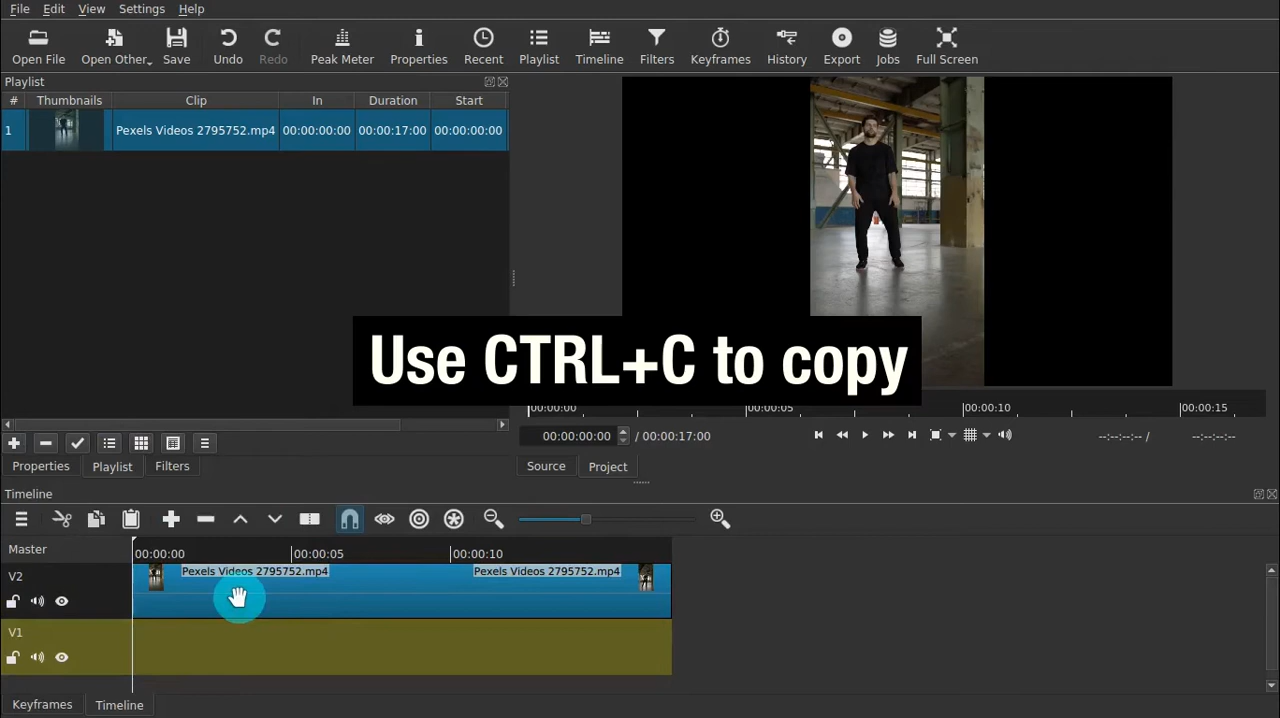 File Edit View Settings Help
Open File Open Other Save Undo Redo Peak Meter Properties Recent Playlist Timeline Filters Keyframes History Export Jobs Full Screen
Playlist
# Thumbnails Clip In Duration Start
1 Pexels Videos 2795752.mp4 00:00:00:00 00:00:17:00 00:00:00:00
Use CTRL+C to copy
00:00:00 00:00:05 00:00:10 00:00:15
00:00:00:00 / 00:00:17:00 --:--:--:-- / --:--:--:--
Properties Playlist Filters
Source Project
Timeline
Master 00:00:00 00:00:05 00:00:10
V2 Pexels Videos 2795752.mp4 Pexels Videos 2795752.mp4
V1
Keyframes Timeline